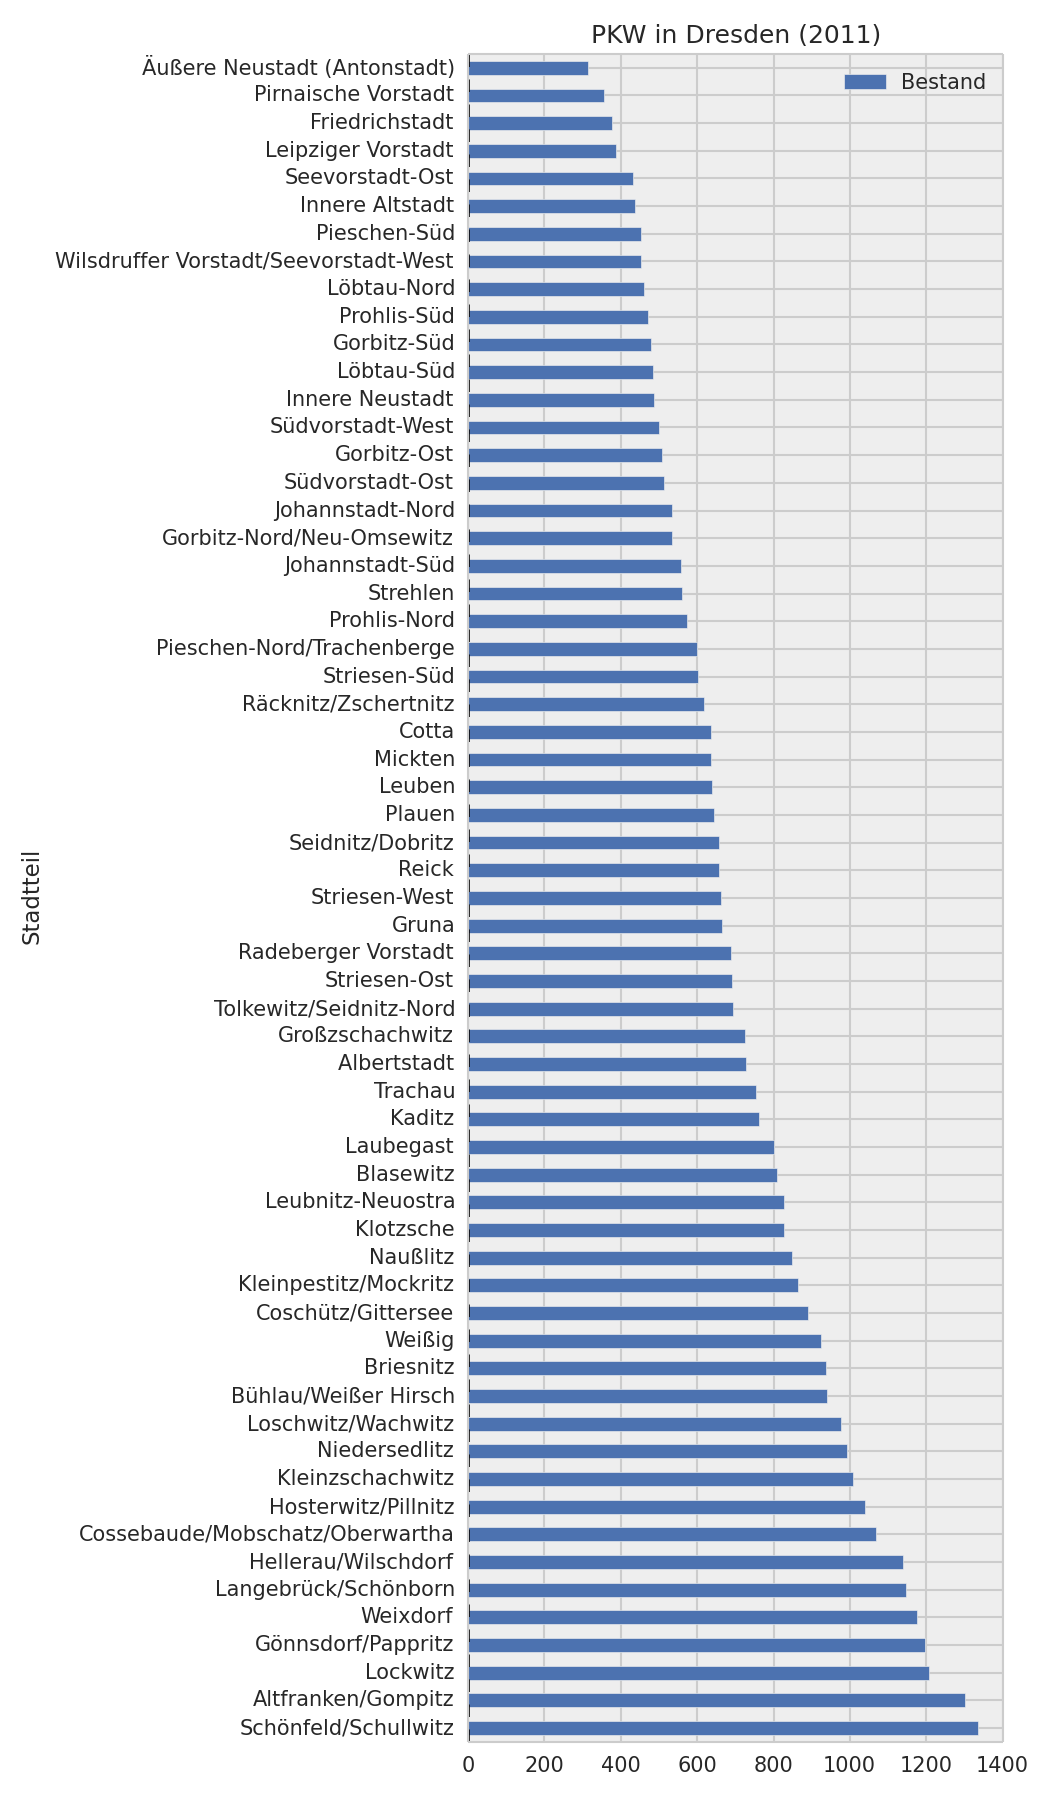 PKW in Dresden (2011)
Bestand
Äußere Neustadt (Antonstadt)
Pirnaische Vorstadt
Friedrichstadt
Leipziger Vorstadt
Seevorstadt-Ost
Innere Altstadt
Pieschen-Süd
Wilsdruffer Vorstadt/Seevorstadt-West
Löbtau-Nord
Prohlis-Süd
Gorbitz-Süd
Löbtau-Süd
Innere Neustadt
Südvorstadt-West
Gorbitz-Ost
Südvorstadt-Ost
Johannstadt-Nord
Gorbitz-Nord/Neu-Omsewitz
Johannstadt-Süd
Strehlen
Prohlis-Nord
Pieschen-Nord/Trachenberge
Striesen-Süd
Räcknitz/Zschertnitz
Cotta
Mickten
Leuben
Plauen
Seidnitz/Dobritz
Reick
Striesen-West
Gruna
Radeberger Vorstadt
Striesen-Ost
Tolkewitz/Seidnitz-Nord
Großzschachwitz
Albertstadt
Trachau
Kaditz
Laubegast
Blasewitz
Leubnitz-Neuostra
Klotzsche
Naußlitz
Kleinpestitz/Mockritz
Coschütz/Gittersee
Weißig
Briesnitz
Bühlau/Weißer Hirsch
Loschwitz/Wachwitz
Niedersedlitz
Kleinzschachwitz
Hosterwitz/Pillnitz
Cossebaude/Mobschatz/Oberwartha
Hellerau/Wilschdorf
Langebrück/Schönborn
Weixdorf
Gönnsdorf/Pappritz
Lockwitz
Altfranken/Gompitz
Schönfeld/Schullwitz
Stadtteil
0 200 400 600 800 1000 1200 1400